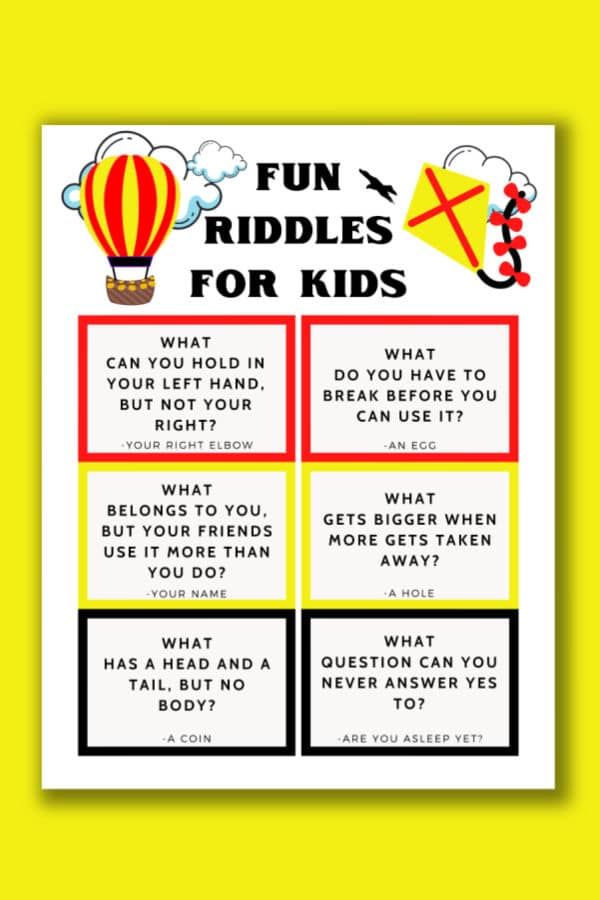 FUN
RIDDLES
FOR KIDS
WHAT
CAN YOU HOLD IN
YOUR LEFT HAND,
BUT NOT YOUR
RIGHT?
-YOUR RIGHT ELBOW
WHAT
DO YOU HAVE TO
BREAK BEFORE YOU
CAN USE IT?
-AN EGG
WHAT
BELONGS TO YOU,
BUT YOUR FRIENDS
USE IT MORE THAN
YOU DO?
-YOUR NAME
WHAT
GETS BIGGER WHEN
MORE GETS TAKEN
AWAY?
-A HOLE
WHAT
HAS A HEAD AND A
TAIL, BUT NO
BODY?
-A COIN
WHAT
QUESTION CAN YOU
NEVER ANSWER YES
TO?
-ARE YOU ASLEEP YET?